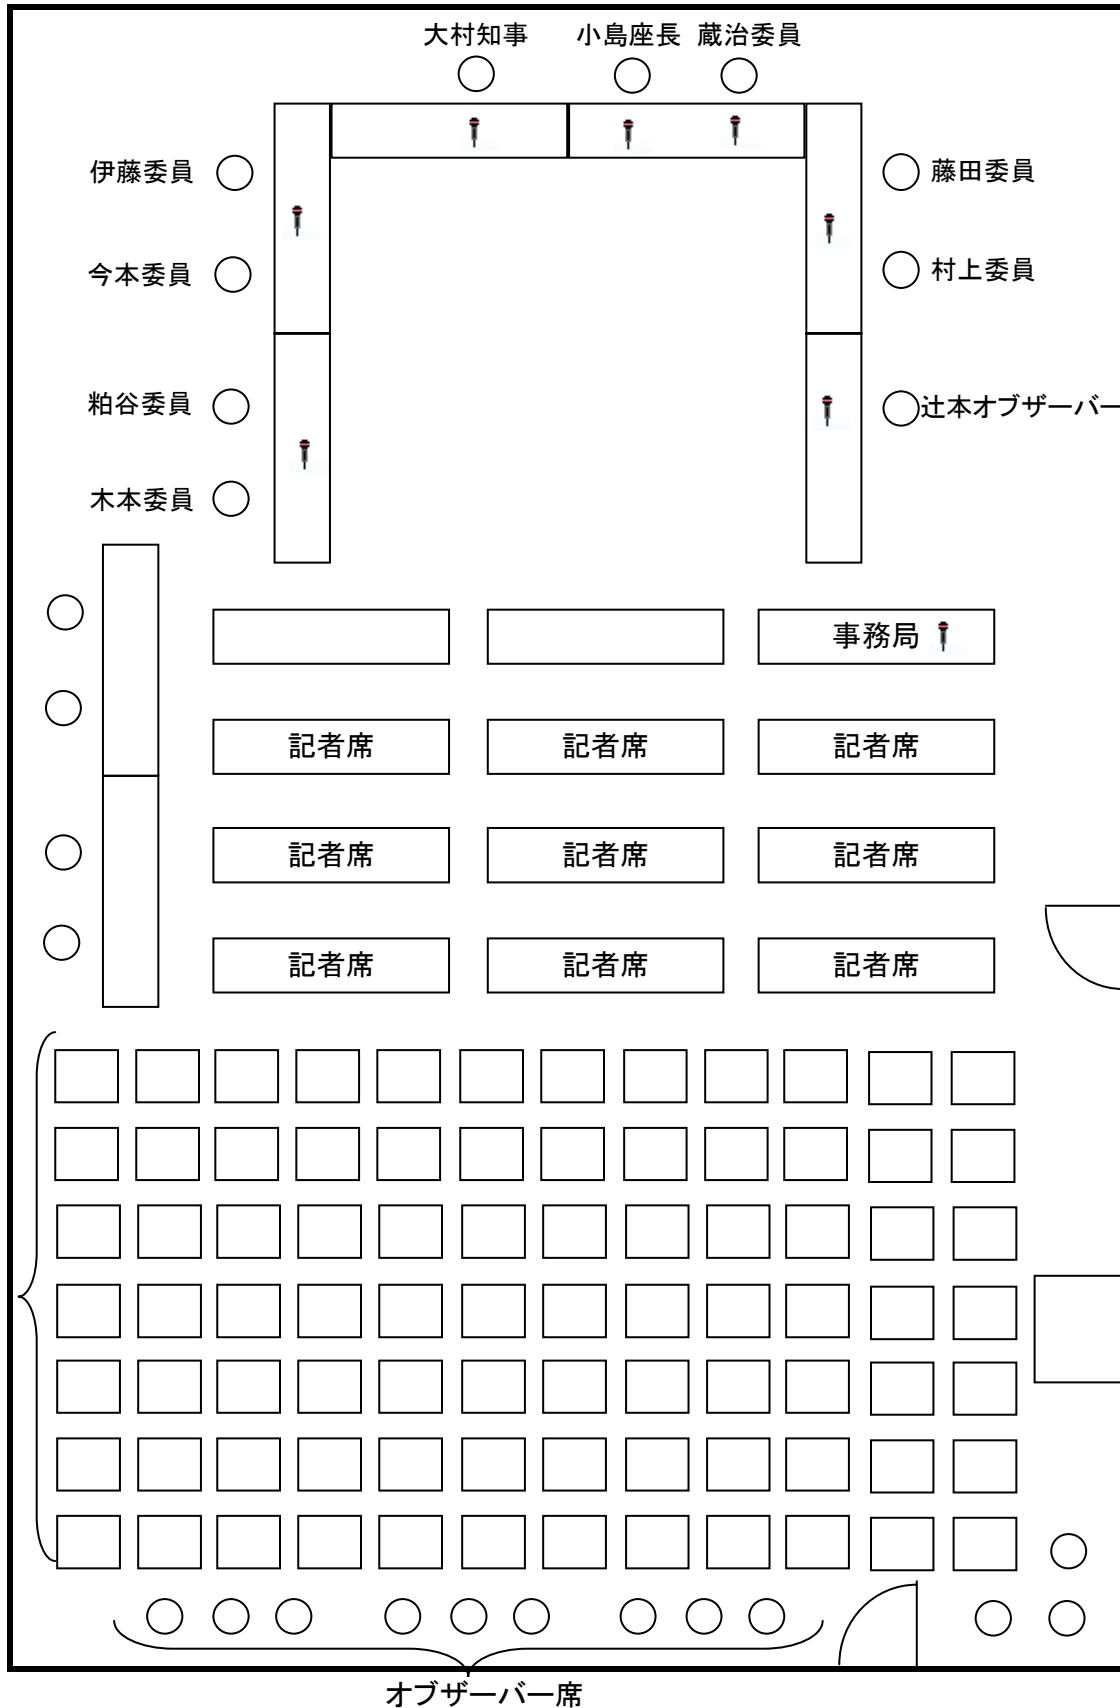 大村知事 小島座長 蔵治委員
伊藤委員
藤田委員
今本委員
村上委員
粕谷委員
辻本オブザーバー
木本委員
事務局
記者席 記者席 記者席
記者席 記者席 記者席
記者席 記者席 記者席
オブザーバー席